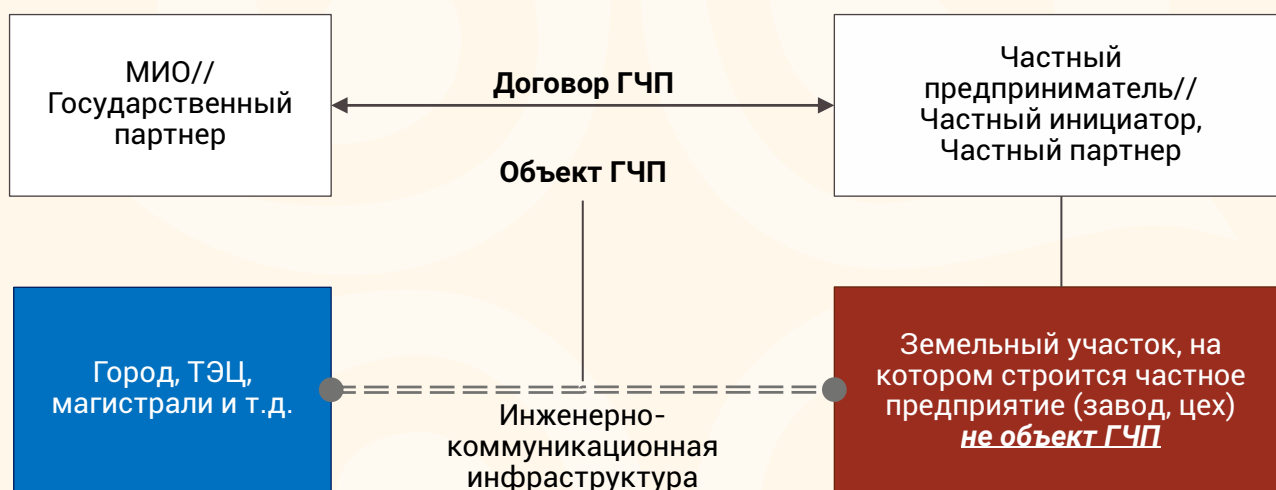 МИО//
Государственный
партнер
Договор ГЧП
Частный
предприниматель//
Частный инициатор,
Частный партнер
Объект ГЧП
Город, ТЭЦ,
магистрали и т.д.
Инженерно-
коммуникационная
инфраструктура
Земельный участок, на
котором строится частное
предприятие (завод, цех)
не объект ГЧП